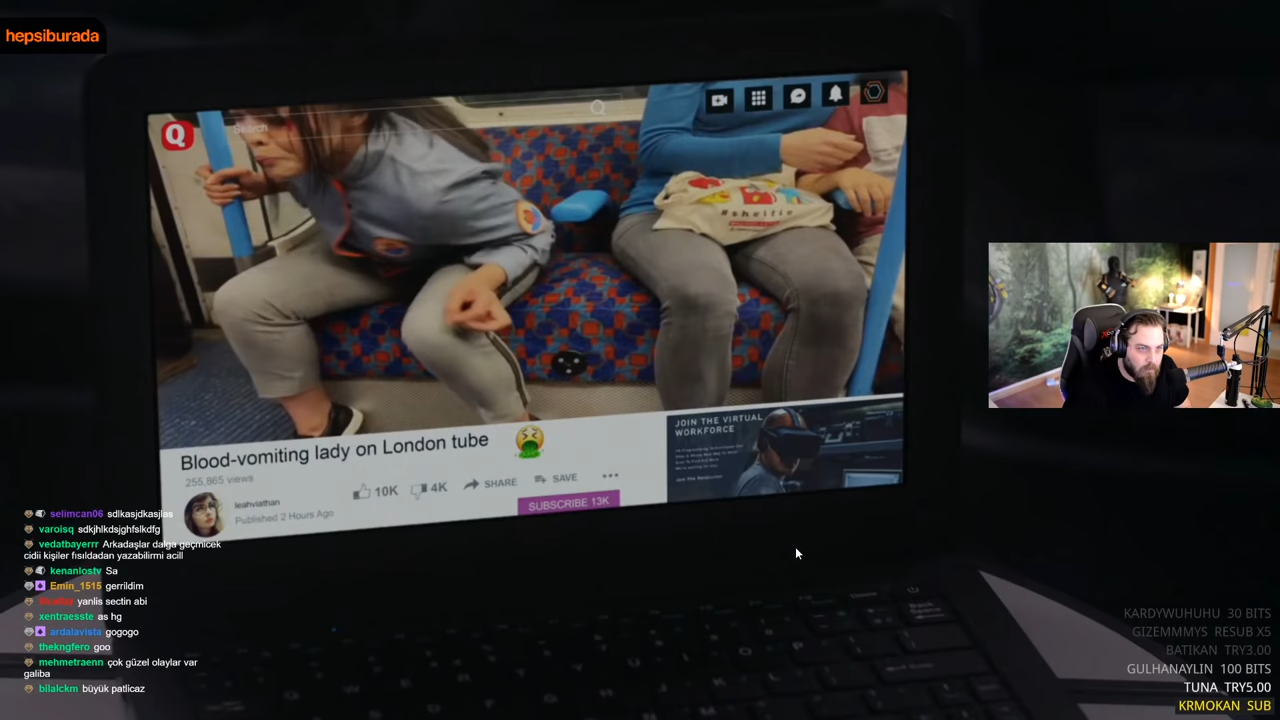 hepsiburada
Q
Search
#shelfie
JOIN THE VIRTUAL
WORKFORCE
Blood-vomiting lady on London tube
255,865 views
10K
4K
SHARE
SAVE
leahviathan
Published 2 Hours Ago
SUBSCRIBE 13K
selimcan06 sdlkasjdkasjlas
varoisq sdkjhlkdsjghfslkdfg
vedatbayerrr Arkadaşlar dalga geçmicek
cidii kişiler fısıldadan yazabilirmi acill
kenanlostv Sa
Emin_1515 gerrildim
yanlis sectin abi
xentraesste as hg
ardalavista gogogo
thekngfero goo
mehmetraenn çok güzel olaylar var
galiba
bilalckm büyük patlicaz
KARDYWUHUHU 30 BITS
GIZEMMMYS RESUB X5
BATIKAN TRY3.00
GULHANAYLIN 100 BITS
TUNA TRY5.00
KRMOKAN SUB